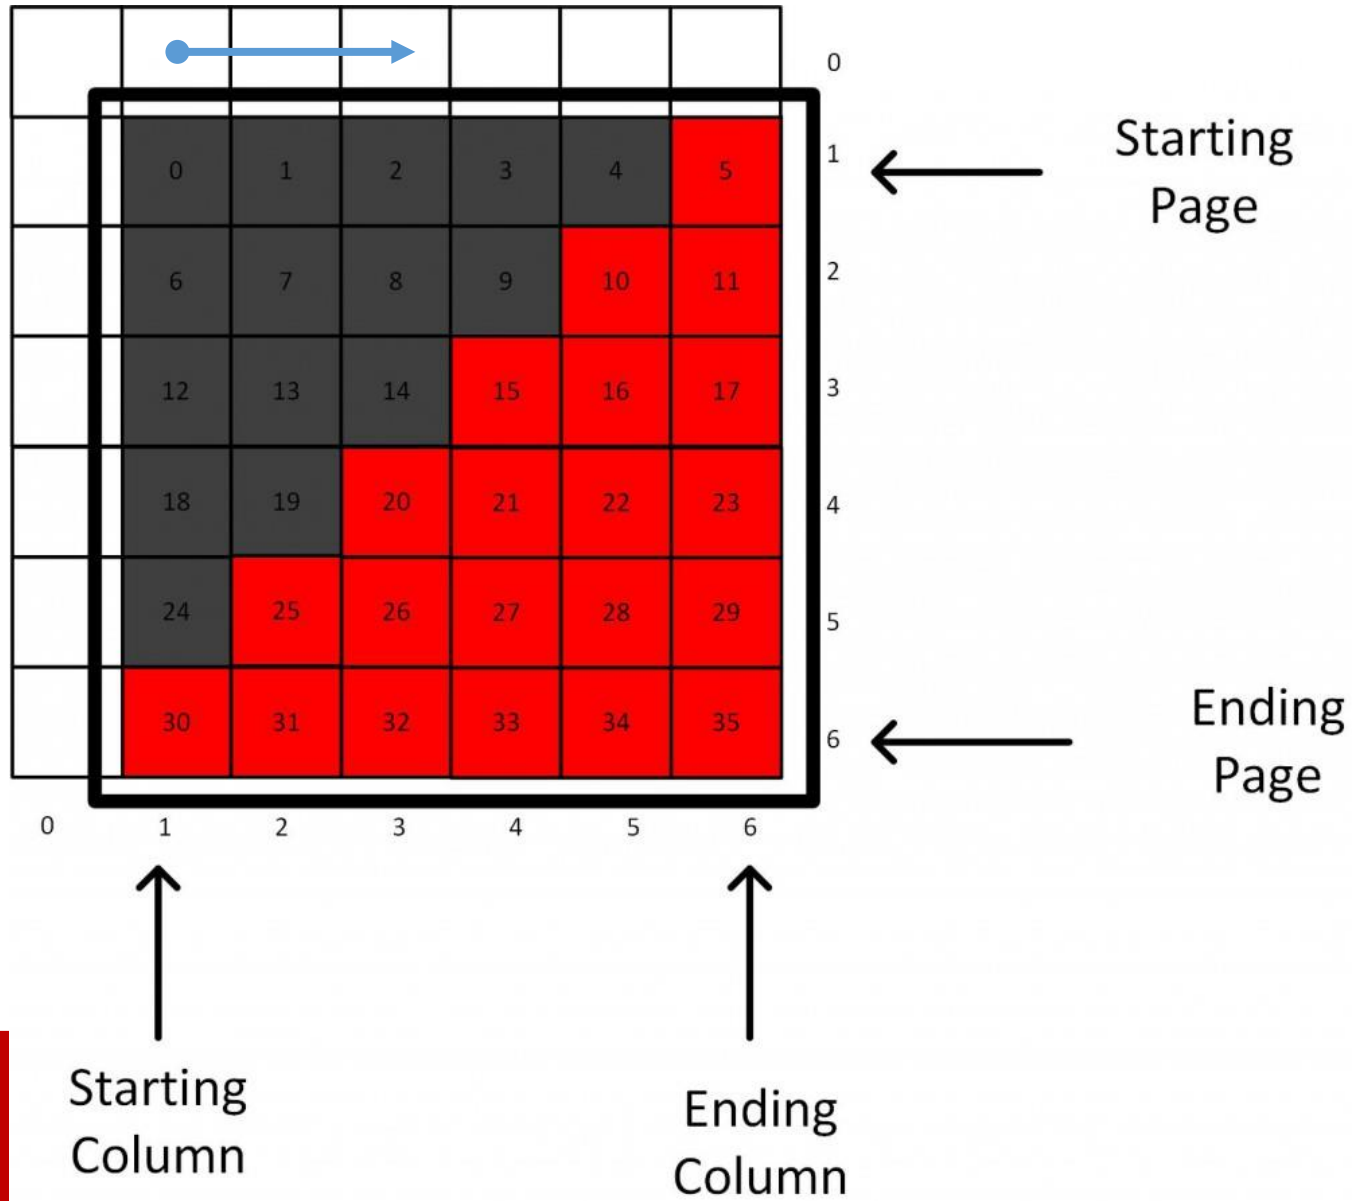 0
0 1 2 3 4 5 1
Starting
Page
6 7 8 9 10 11 2
12 13 14 15 16 17 3
18 19 20 21 22 23 4
24 25 26 27 28 29 5
30 31 32 33 34 35 6
Ending
Page
0 1 2 3 4 5 6
Starting
Column
Ending
Column